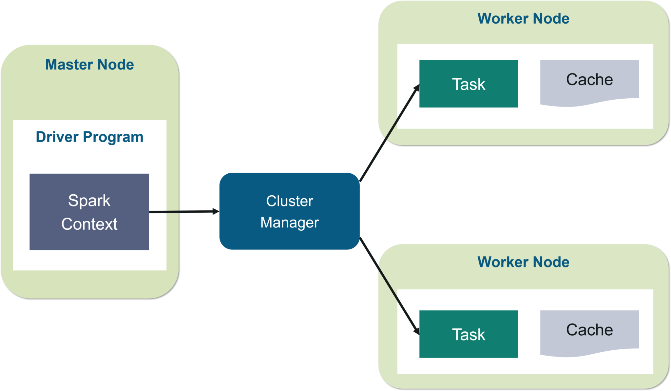 Master Node
Driver Program
Spark
Context
Cluster
Manager
Worker Node
Task
Cache
Worker Node
Task
Cache